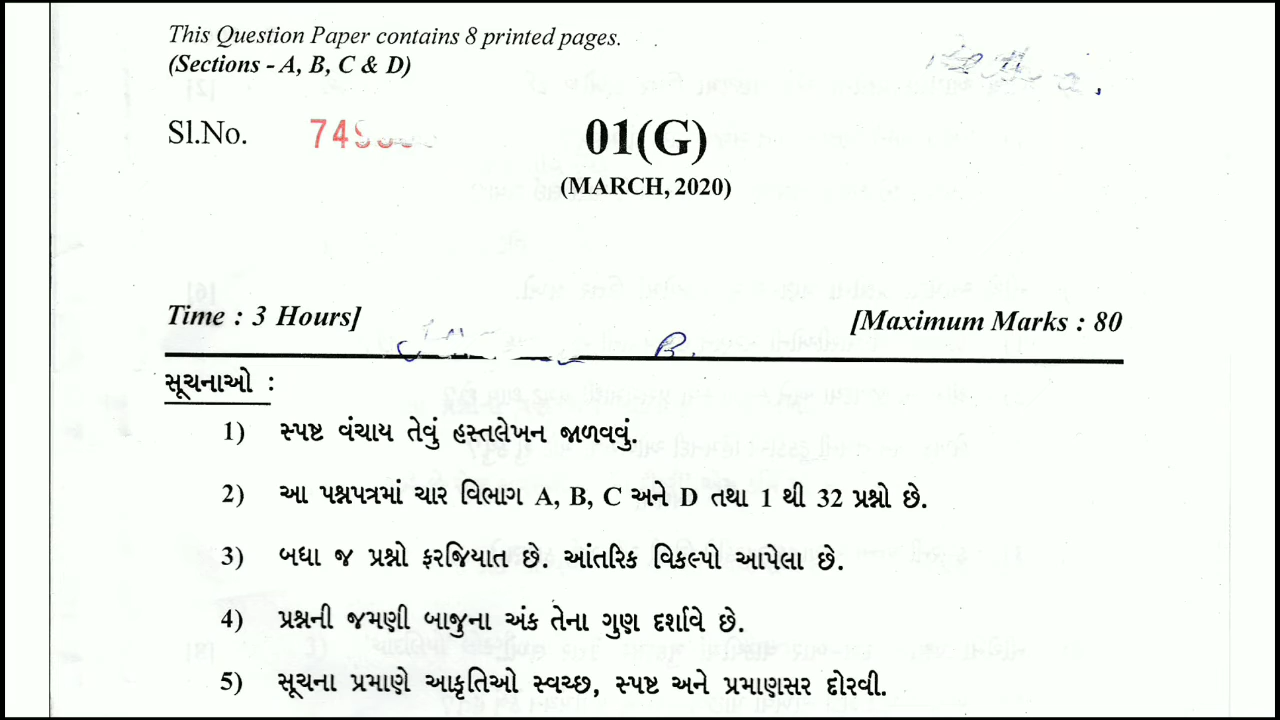 This Question Paper contains 8 printed pages.
(Sections - A, B, C & D)
Sl.No.
01(G)
(MARCH, 2020)
Time : 3 Hours]
[Maximum Marks : 80
સૂચનાઓ :
1) સ્પષ્ટ વંચાય તેવું હસ્તલેખન જાળવવું.
2) આ પશ્નપત્રમાં ચાર વિભાગ A, B, C અને D તથા 1 થી 32 પ્રશ્નો છે.
3) બધા જ પ્રશ્નો ફરજિયાત છે. આંતરિક વિકલ્પો આપેલા છે.
4) પ્રશ્નની જમણી બાજુના અંક તેના ગુણ દર્શાવે છે.
5) સૂચના પ્રમાણે આકૃતિઓ સ્વચ્છ, સ્પષ્ટ અને પ્રમાણસર દોરવી.